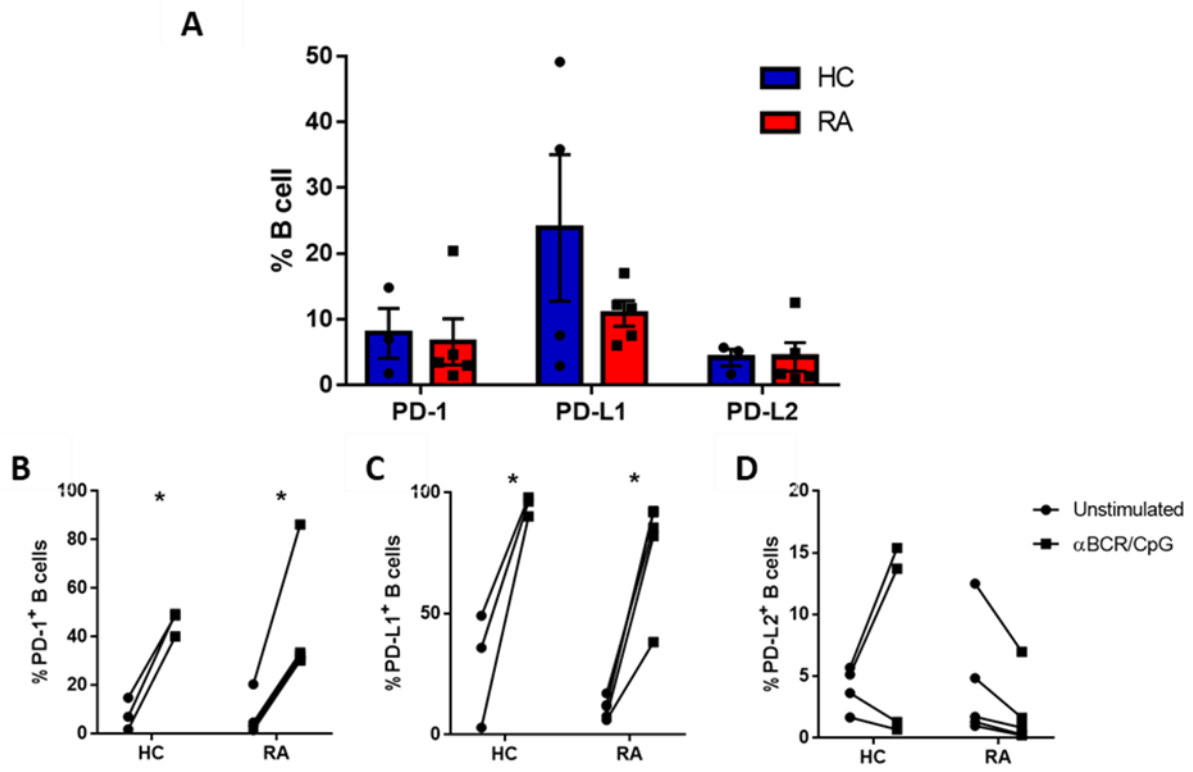 A
50
40
30
20
10
0
% B cell
HC
RA
PD-1
PD-L1
PD-L2
B
100
80
60
40
20
0
% PD-1+ B cells
*
*
HC
RA
C
100
50
0
% PD-L1+ B cells
*
*
HC
RA
D
20
15
10
5
0
% PD-L2+ B cells
HC
RA
Unstimulated
αBCR/CpG